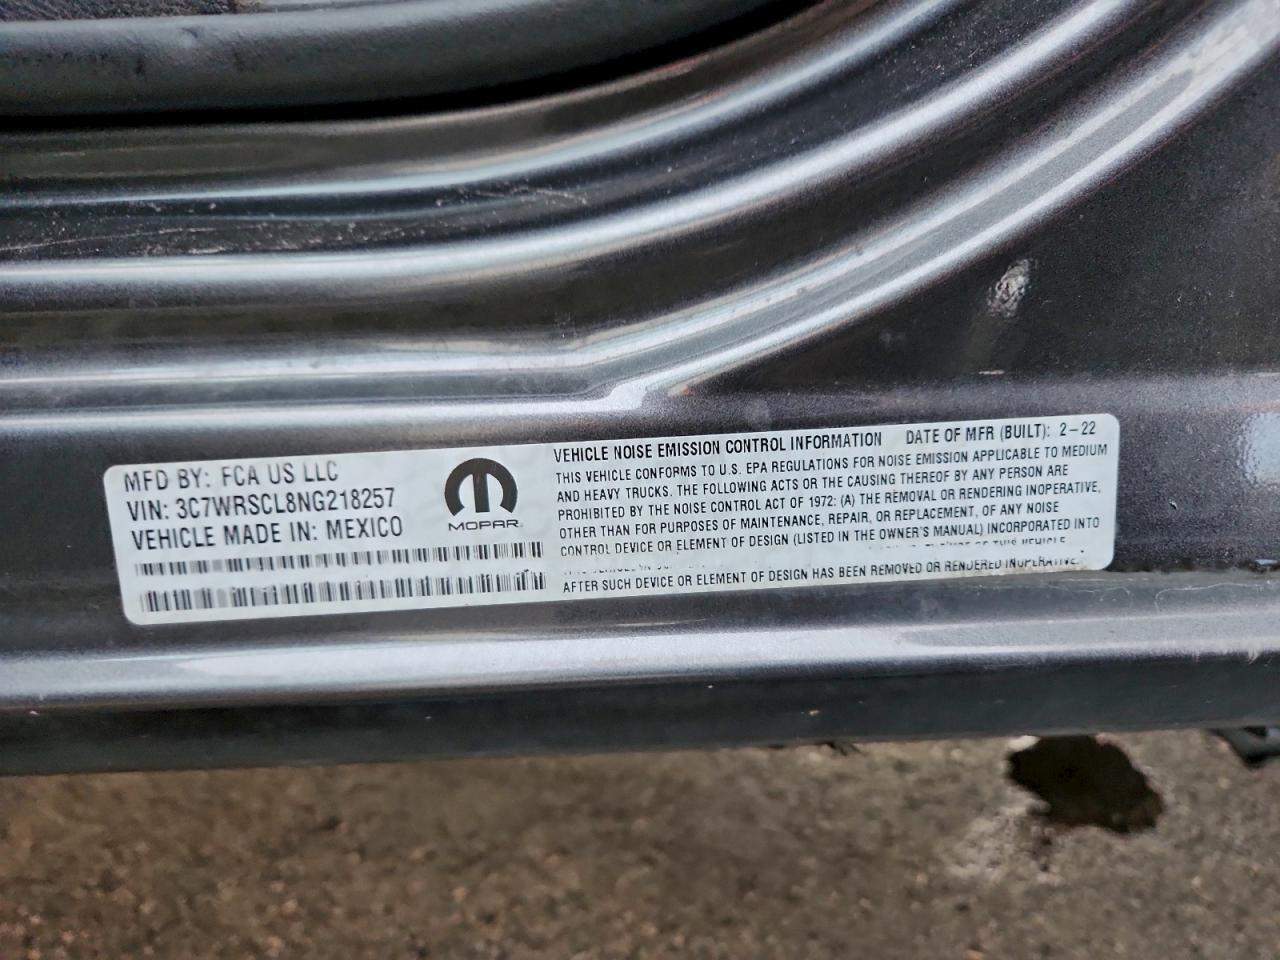 MFD BY: FCA US LLC
VIN: 3C7WRSCL8NG218257
VEHICLE MADE IN: MEXICO
MOPAR
VEHICLE NOISE EMISSION CONTROL INFORMATION DATE OF MFR (BUILT): 2-22
THIS VEHICLE CONFORMS TO U.S. EPA REGULATIONS FOR NOISE EMISSION APPLICABLE TO MEDIUM
AND HEAVY TRUCKS. THE FOLLOWING ACTS OR THE CAUSING THEREOF BY ANY PERSON ARE
PROHIBITED BY THE NOISE CONTROL ACT OF 1972: (A) THE REMOVAL OR RENDERING INOPERATIVE,
OTHER THAN FOR PURPOSES OF MAINTENANCE, REPAIR, OR REPLACEMENT, OF ANY NOISE
CONTROL DEVICE OR ELEMENT OF DESIGN (LISTED IN THE OWNER'S MANUAL) INCORPORATED INTO
OF THIS VEHICLE
AFTER SUCH DEVICE OR ELEMENT OF DESIGN HAS BEEN REMOVED OR RENDERED INOPERATIVE.